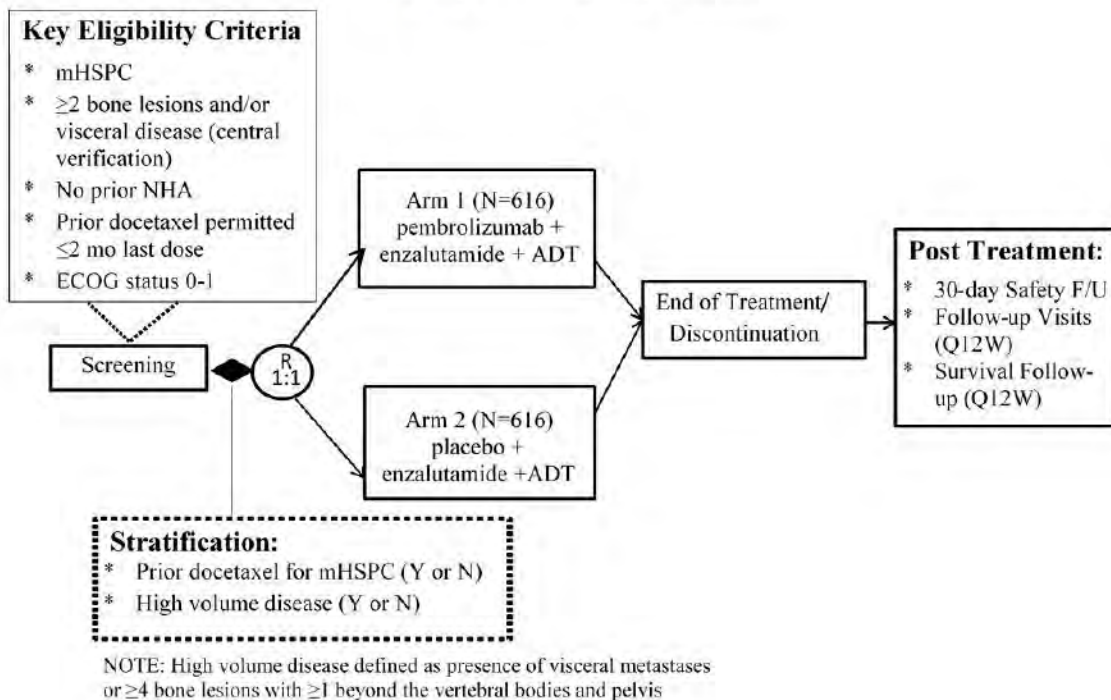 Key Eligibility Criteria
* mHSPC
* ≥2 bone lesions and/or
visceral disease (central
verification)
* No prior NHA
* Prior docetaxel permitted
≤2 mo last dose
* ECOG status 0-1
Screening
R
1:1
Arm 1 (N=616)
pembrolizumab +
enzalutamide + ADT
Arm 2 (N=616)
placebo +
enzalutamide +ADT
End of Treatment/
Discontinuation
Post Treatment:
* 30-day Safety F/U
* Follow-up Visits
(Q12W)
* Survival Follow-
up (Q12W)
Stratification:
* Prior docetaxel for mHSPC (Y or N)
* High volume disease (Y or N)
NOTE: High volume disease defined as presence of visceral metastases
or ≥4 bone lesions with ≥1 beyond the vertebral bodies and pelvis